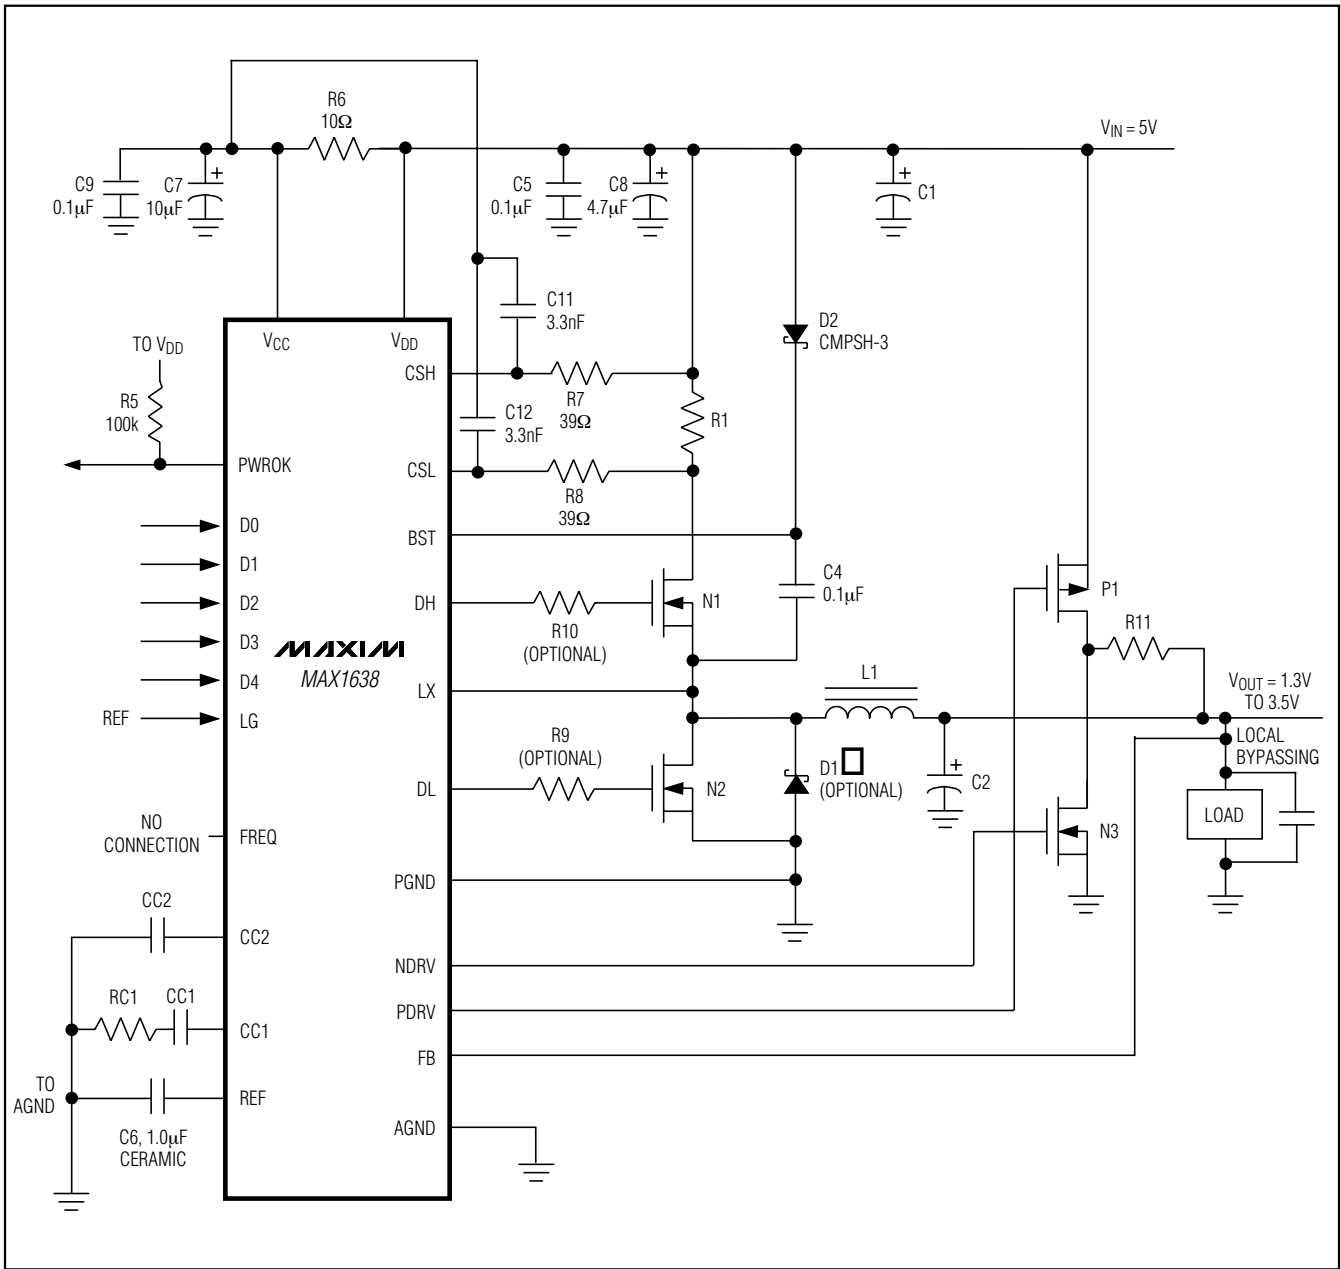 R6
10Ω
VIN = 5V
C9
0.1μF
C7
10μF
+
C5
0.1μF
C8
4.7μF
+
+
C1
C11
3.3nF
D2
CMPSH-3
TO VDD
R5
100k
VCC
VDD
CSH
R7
39Ω
R1
C12
3.3nF
PWROK
CSL
R8
39Ω
D0
BST
D1
C4
0.1μF
P1
D2
DH
N1
R10
(OPTIONAL)
R11
D3
MAXIM
MAX1638
D4
LX
L1
VOUT = 1.3V
TO 3.5V
REF
LG
R9
(OPTIONAL)
LOCAL
BYPASSING
DL
N2
D1
(OPTIONAL)
+
C2
LOAD
NO
CONNECTION
FREQ
N3
PGND
CC2
CC2
NDRV
RC1
CC1
CC1
PDRV
FB
TO
AGND
REF
C6, 1.0μF
CERAMIC
AGND